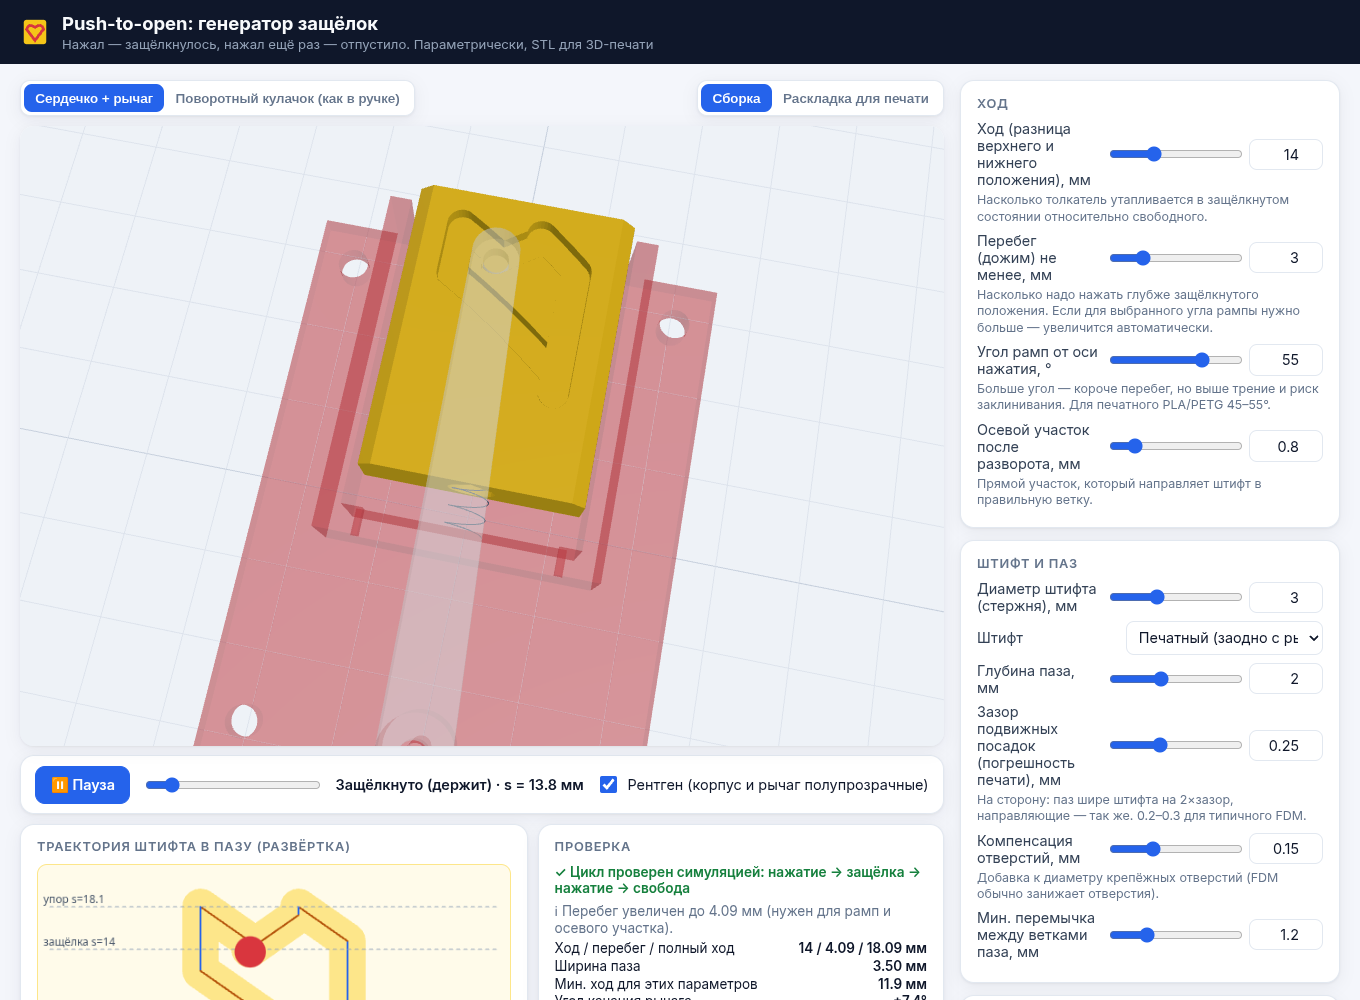 Push-to-open: генератор защёлок
Нажал — защёлкнулось, нажал ещё раз — отпустило. Параметрически, STL для 3D-печати
Сердечко + рычаг
Поворотный кулачок (как в ручке)
Сборка
Раскладка для печати
⏸ Пауза
Защёлкнуто (держит) · s = 13.8 мм
Рентген (корпус и рычаг полупрозрачные)
ТРАЕКТОРИЯ ШТИФТА В ПАЗУ (РАЗВЁРТКА)
упор s=18.1
защёлка s=14
ПРОВЕРКА
✓ Цикл проверен симуляцией: нажатие → защёлка →
нажатие → свобода
i Перебег увеличен до 4.09 мм (нужен для рамп и
осевого участка).
Ход / перебег / полный ход 14 / 4.09 / 18.09 мм
Ширина паза 3.50 мм
Мин. ход для этих параметров 11.9 мм
Угол качения рычага ±7.4°
ХОД
Ход (разница
верхнего и
нижнего
положения), мм
14
Насколько толкатель утапливается в защёлкнутом
состоянии относительно свободного.
Перебег
(дожим) не
менее, мм
3
Насколько надо нажать глубже защёлкнутого
положения. Если для выбранного угла рампы нужно
больше — увеличится автоматически.
Угол рамп от оси
нажатия, °
55
Больше угол — короче перебег, но выше трение и риск
заклинивания. Для печатного PLA/PETG 45–55°.
Осевой участок
после
разворота, мм
0.8
Прямой участок, который направляет штифт в
правильную ветку.
ШТИФТ И ПАЗ
Диаметр штифта
(стержня), мм
3
Штифт
Печатный (заодно с ры
Глубина паза,
мм
2
Зазор
подвижных
посадок
(погрешность
печати), мм
0.25
На сторону: паз шире штифта на 2×зазор,
направляющие — так же. 0.2–0.3 для типичного FDM.
Компенсация
отверстий, мм
0.15
Добавка к диаметру крепёжных отверстий (FDM
обычно занижает отверстия).
Мин. перемычка
между ветками
паза, мм
1.2